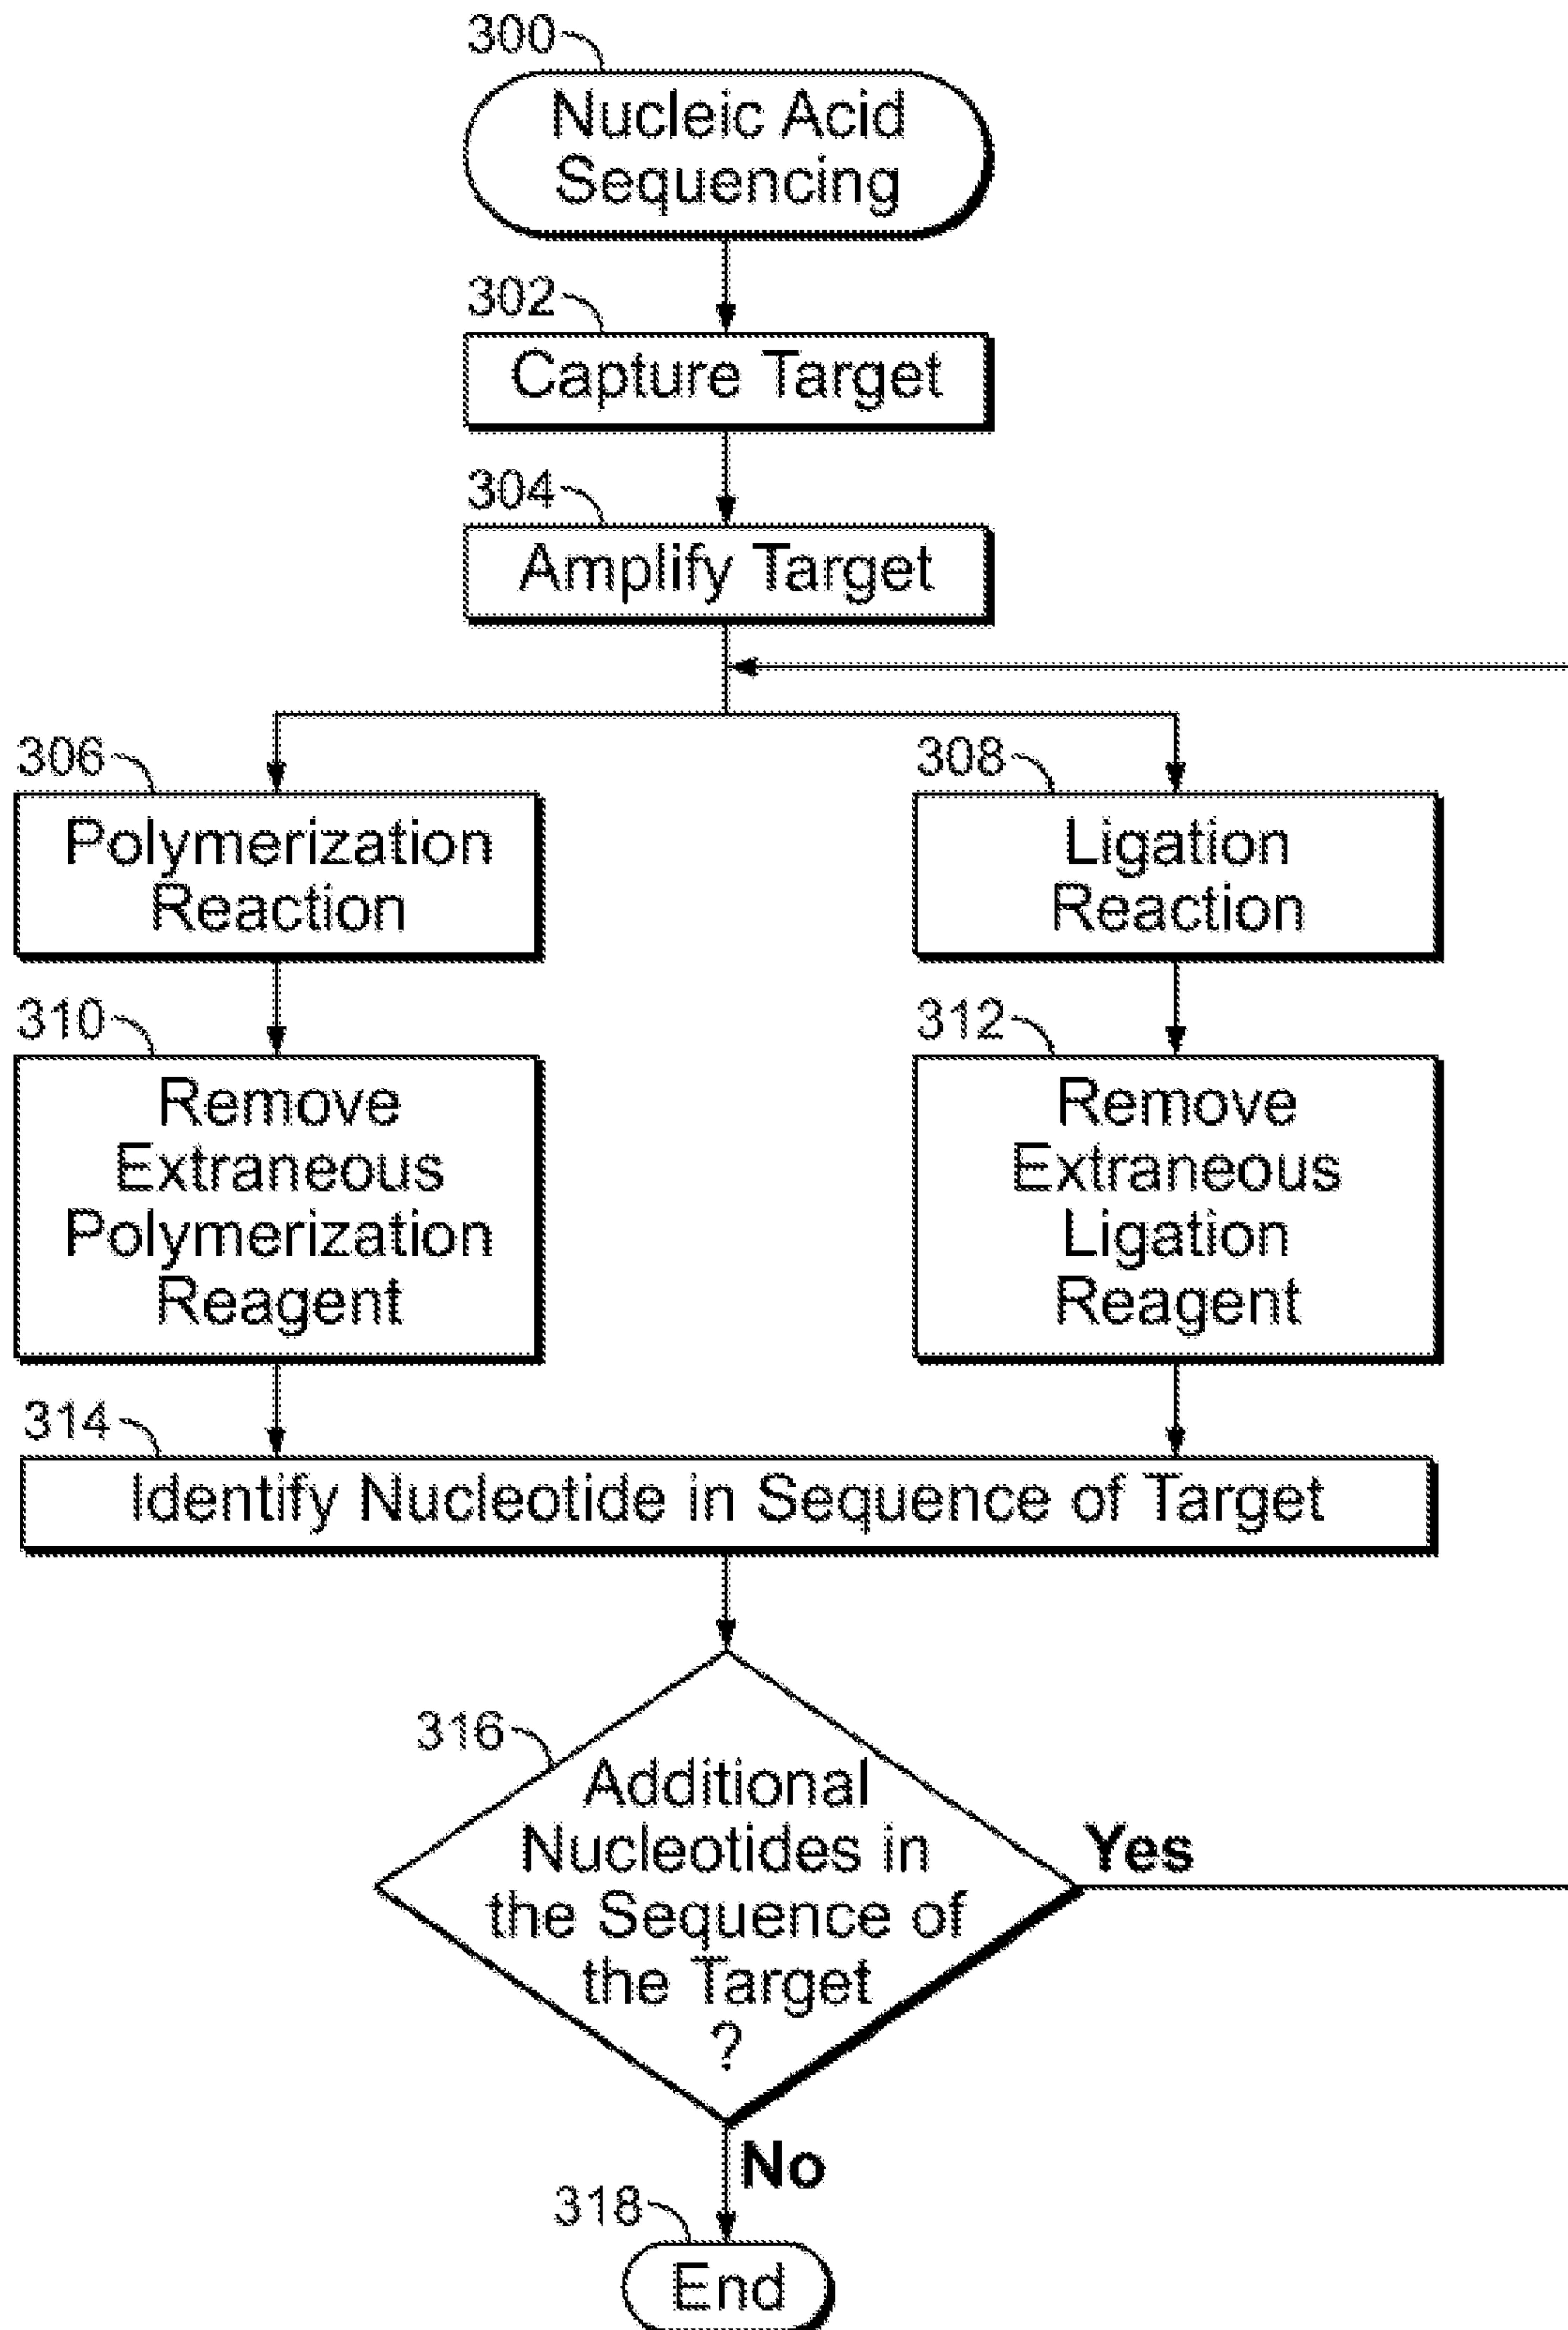 300
Nucleic Acid
Sequencing
302
Capture Target
304
Amplify Target
306
Polymerization
Reaction
308
Ligation
Reaction
310
Remove
Extraneous
Polymerization
Reagent
312
Remove
Extraneous
Ligation
Reagent
314
Identify Nucleotide in Sequence of Target
316
Additional
Nucleotides in
the Sequence of
the Target
?
Yes
No
318
End